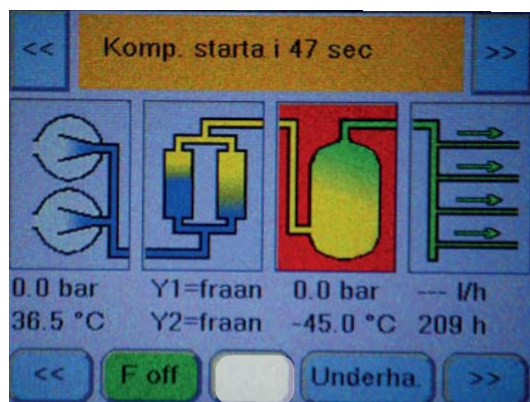 << Komp. starta i 47 sec >>
0.0 bar Y1=fraan 0.0 bar --- l/h
36.5 °C Y2=fraan -45.0 °C 209 h
<< F off Underha. >>